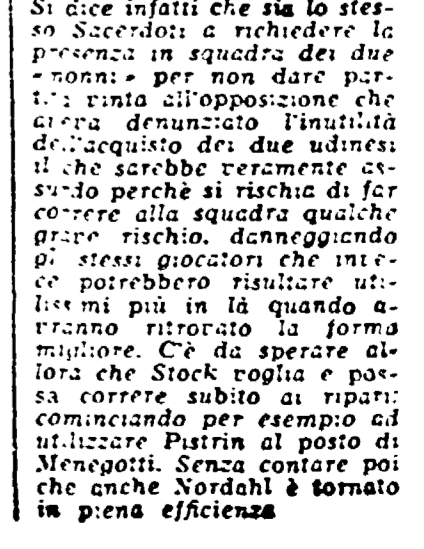 Si dice infatti che sia lo stes-
so Sacerdoti a richiedere la
presenza in squadra dei due
«nonni» per non dare par-
tita vinta all'opposizione che
aveva denunziato l'inutilità
dell'acquisto dei due udinesi
il che sarebbe veramente as-
surdo perchè si rischia di far
correre alla squadra qualche
grave rischio, danneggiando
gli stessi giocatori che inve-
ce potrebbero risultare uti-
lissimi più in là quando a-
vranno ritrovato la forma
migliore. C'è da sperare al-
lora che Stock voglia e pos-
sa correre subito ai ripari:
cominciando per esempio ad
utilizzare Pistrin al posto di
Menegotti. Senza contare poi
che anche Nordahl è tornato
in piena efficienza